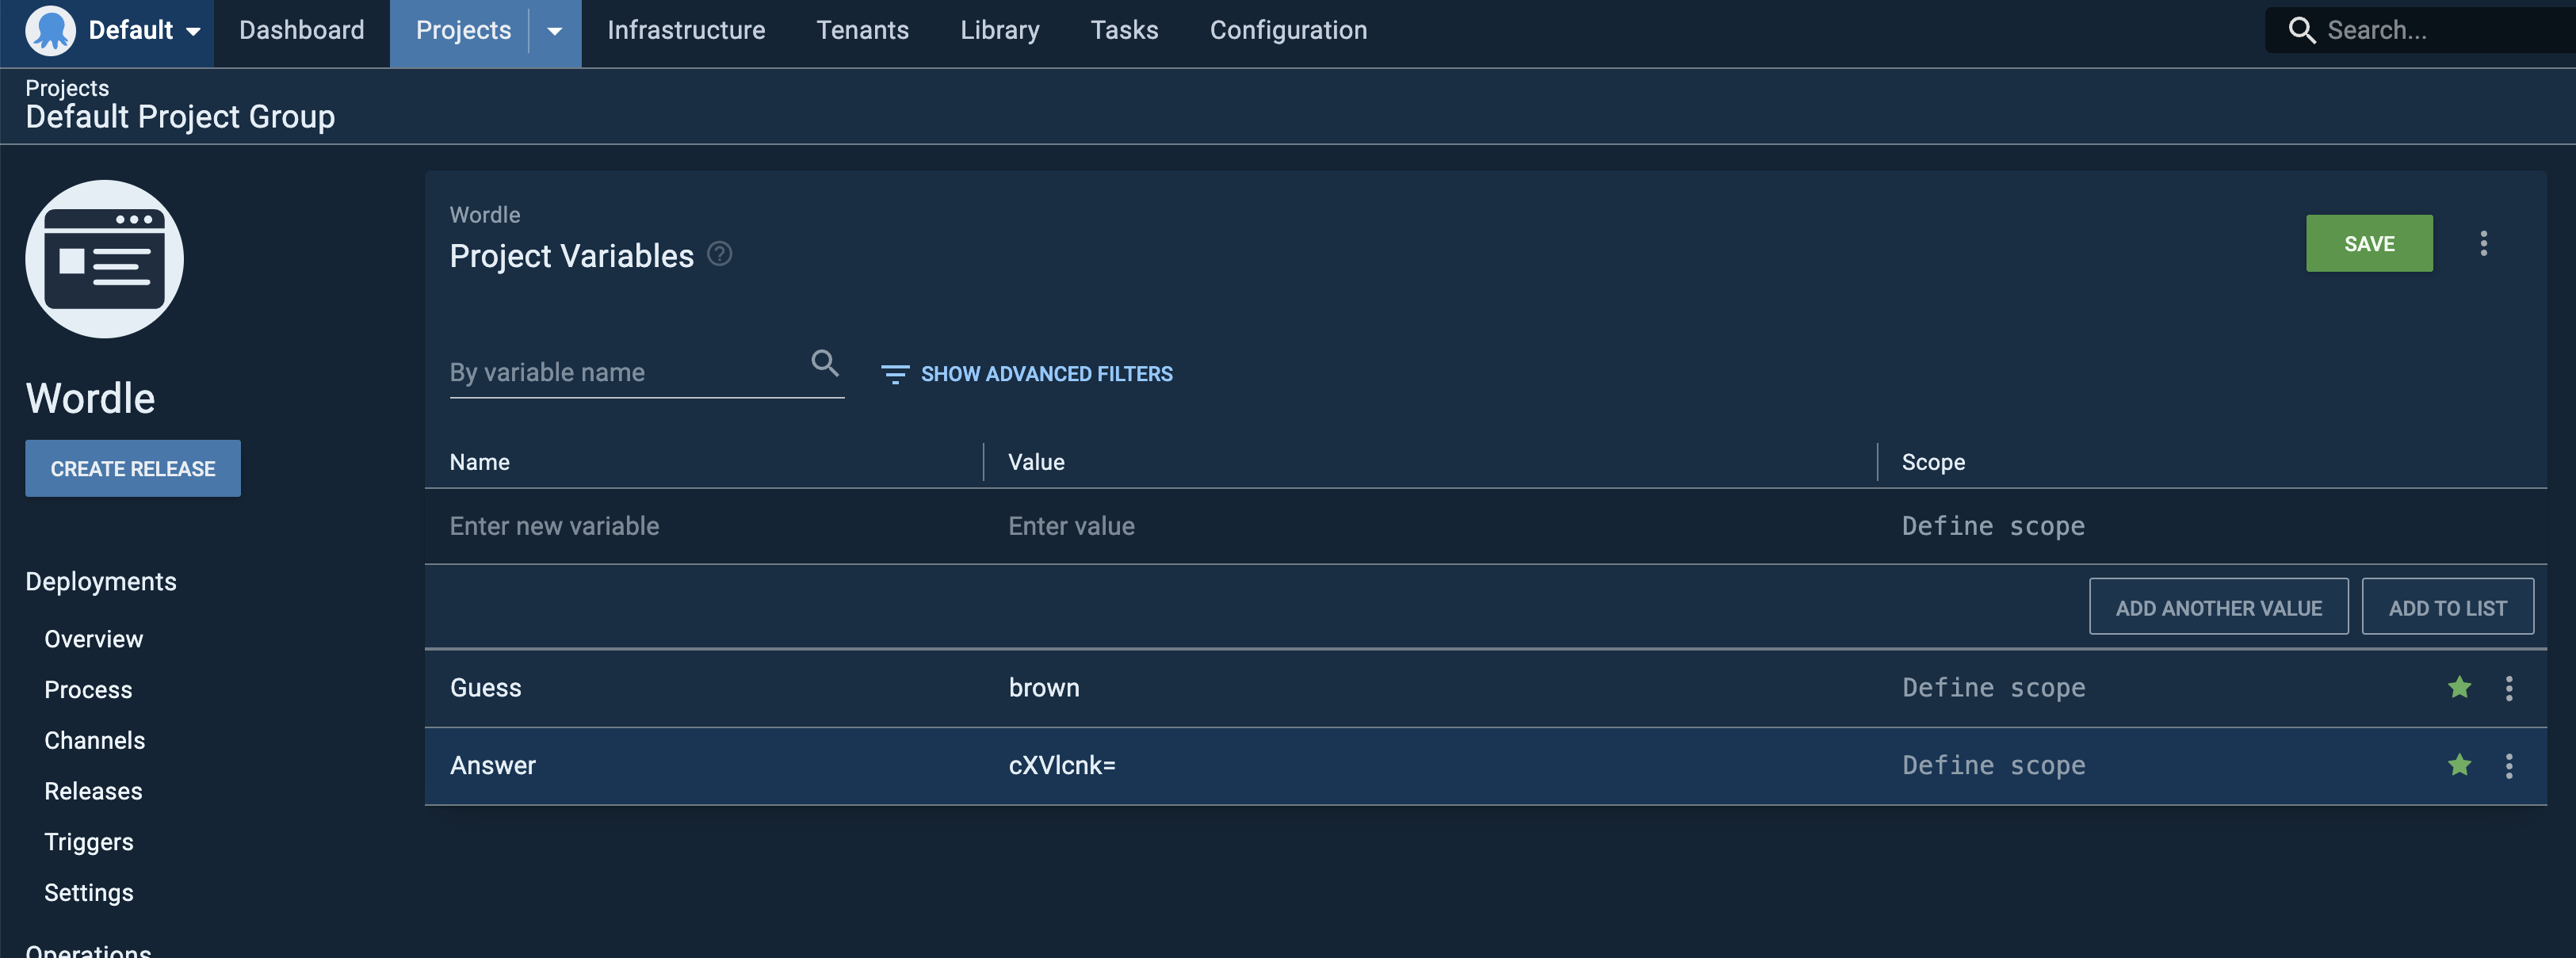 Default
Dashboard
Projects
Infrastructure
Tenants
Library
Tasks
Configuration
Search...
Projects
Default Project Group
Wordle
CREATE RELEASE
Deployments
Overview
Process
Channels
Releases
Triggers
Settings
Operations
Wordle
Project Variables
SAVE
By variable name
SHOW ADVANCED FILTERS
Name Value Scope
Enter new variable Enter value Define scope
ADD ANOTHER VALUE ADD TO LIST
Guess brown Define scope
Answer cXVlcnk= Define scope